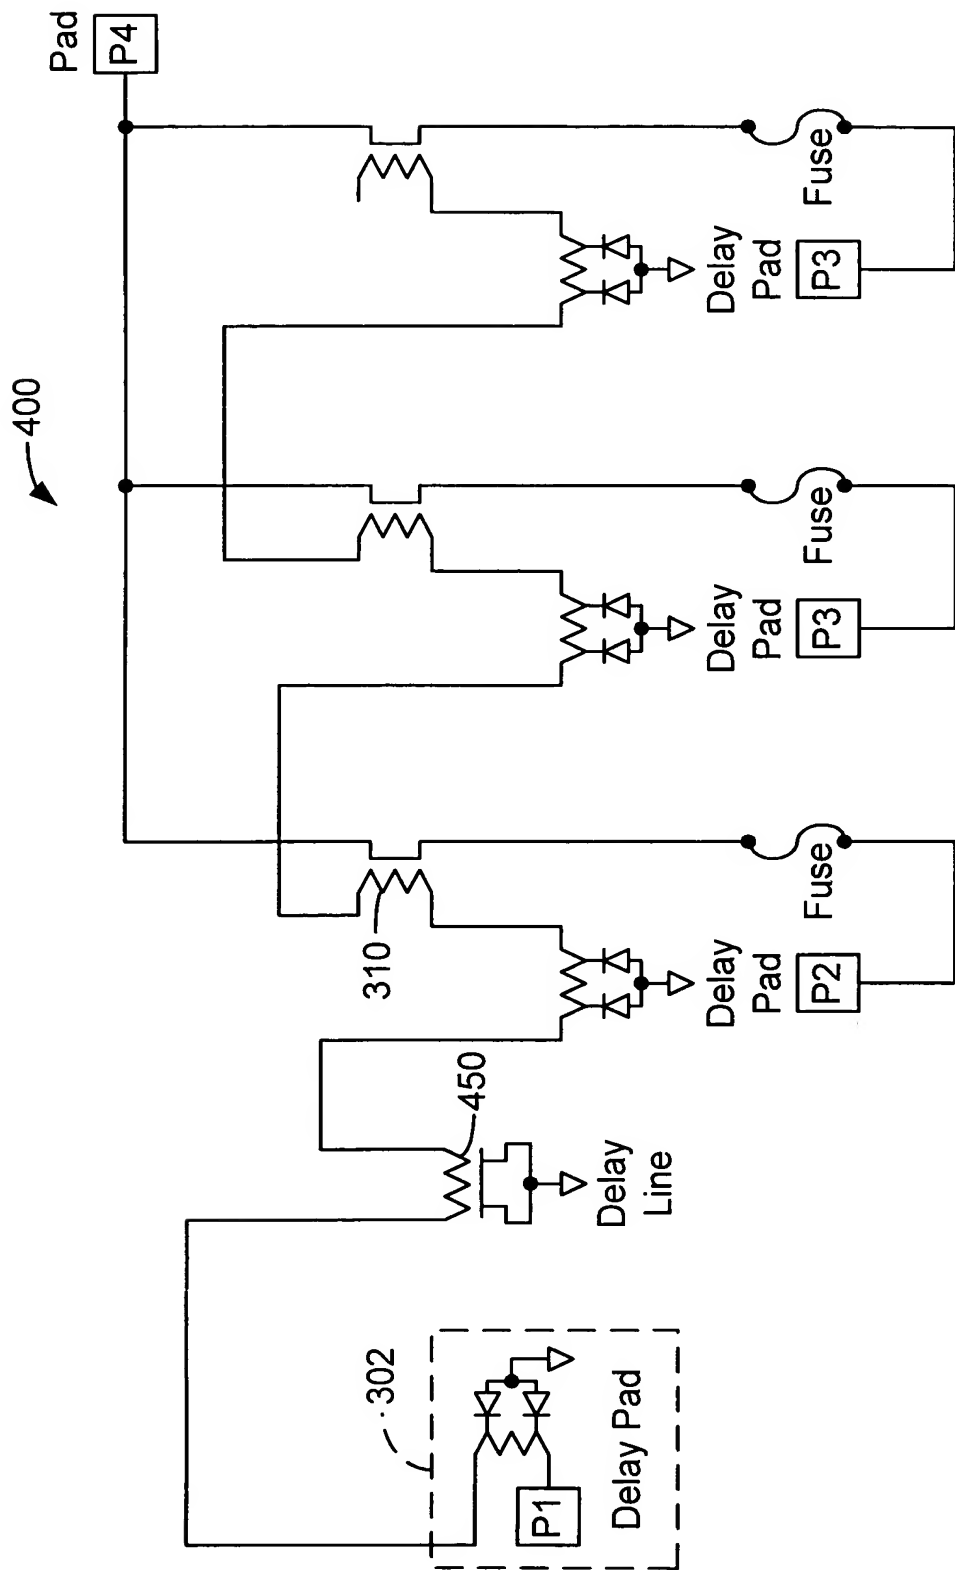 Pad
P4
400
Fuse
Delay
Pad
P3
Fuse
Delay
Pad
P3
310
Fuse
Delay
Pad
P2
450
Delay
Line
302
P1
Delay Pad